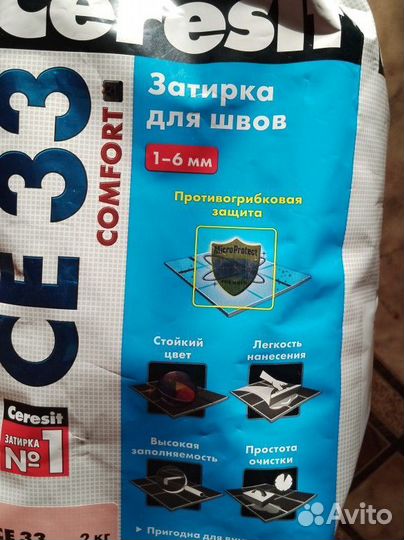 Ceresit
CE 33
COMFORT
Затирка
для швов
1–6 мм
Противогрибковая
защита
MicroProtect
Стойкий
цвет
Легкость
нанесения
Высокая
заполняемость
Простота
очистки
Ceresit
ЗАТИРКА
№1
CE 33
2 кг
Пригодна для
Avito